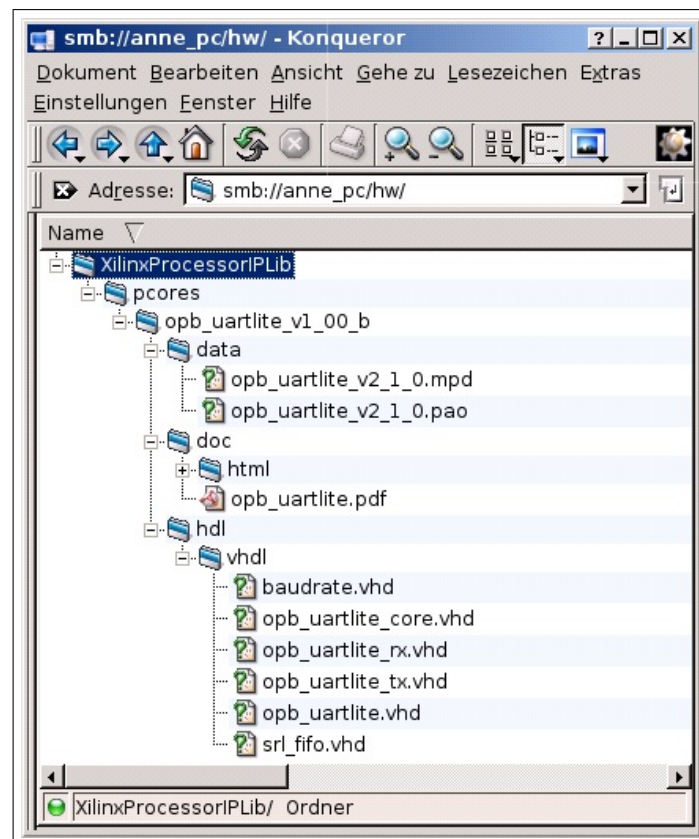 smb://anne_pc/hw/ - Konqueror
Dokument Bearbeiten Ansicht Gehe zu Lesezeichen Extras
Einstellungen Fenster Hilfe
Adresse: smb://anne_pc/hw/
Name
XilinxProcessorIPLib
pcores
opb_uartlite_v1_00_b
data
opb_uartlite_v2_1_0.mpd
opb_uartlite_v2_1_0.pao
doc
html
opb_uartlite.pdf
hdl
vhdl
baudrate.vhd
opb_uartlite_core.vhd
opb_uartlite_rx.vhd
opb_uartlite_tx.vhd
opb_uartlite.vhd
srl_fifo.vhd
XilinxProcessorIPLib/ Ordner